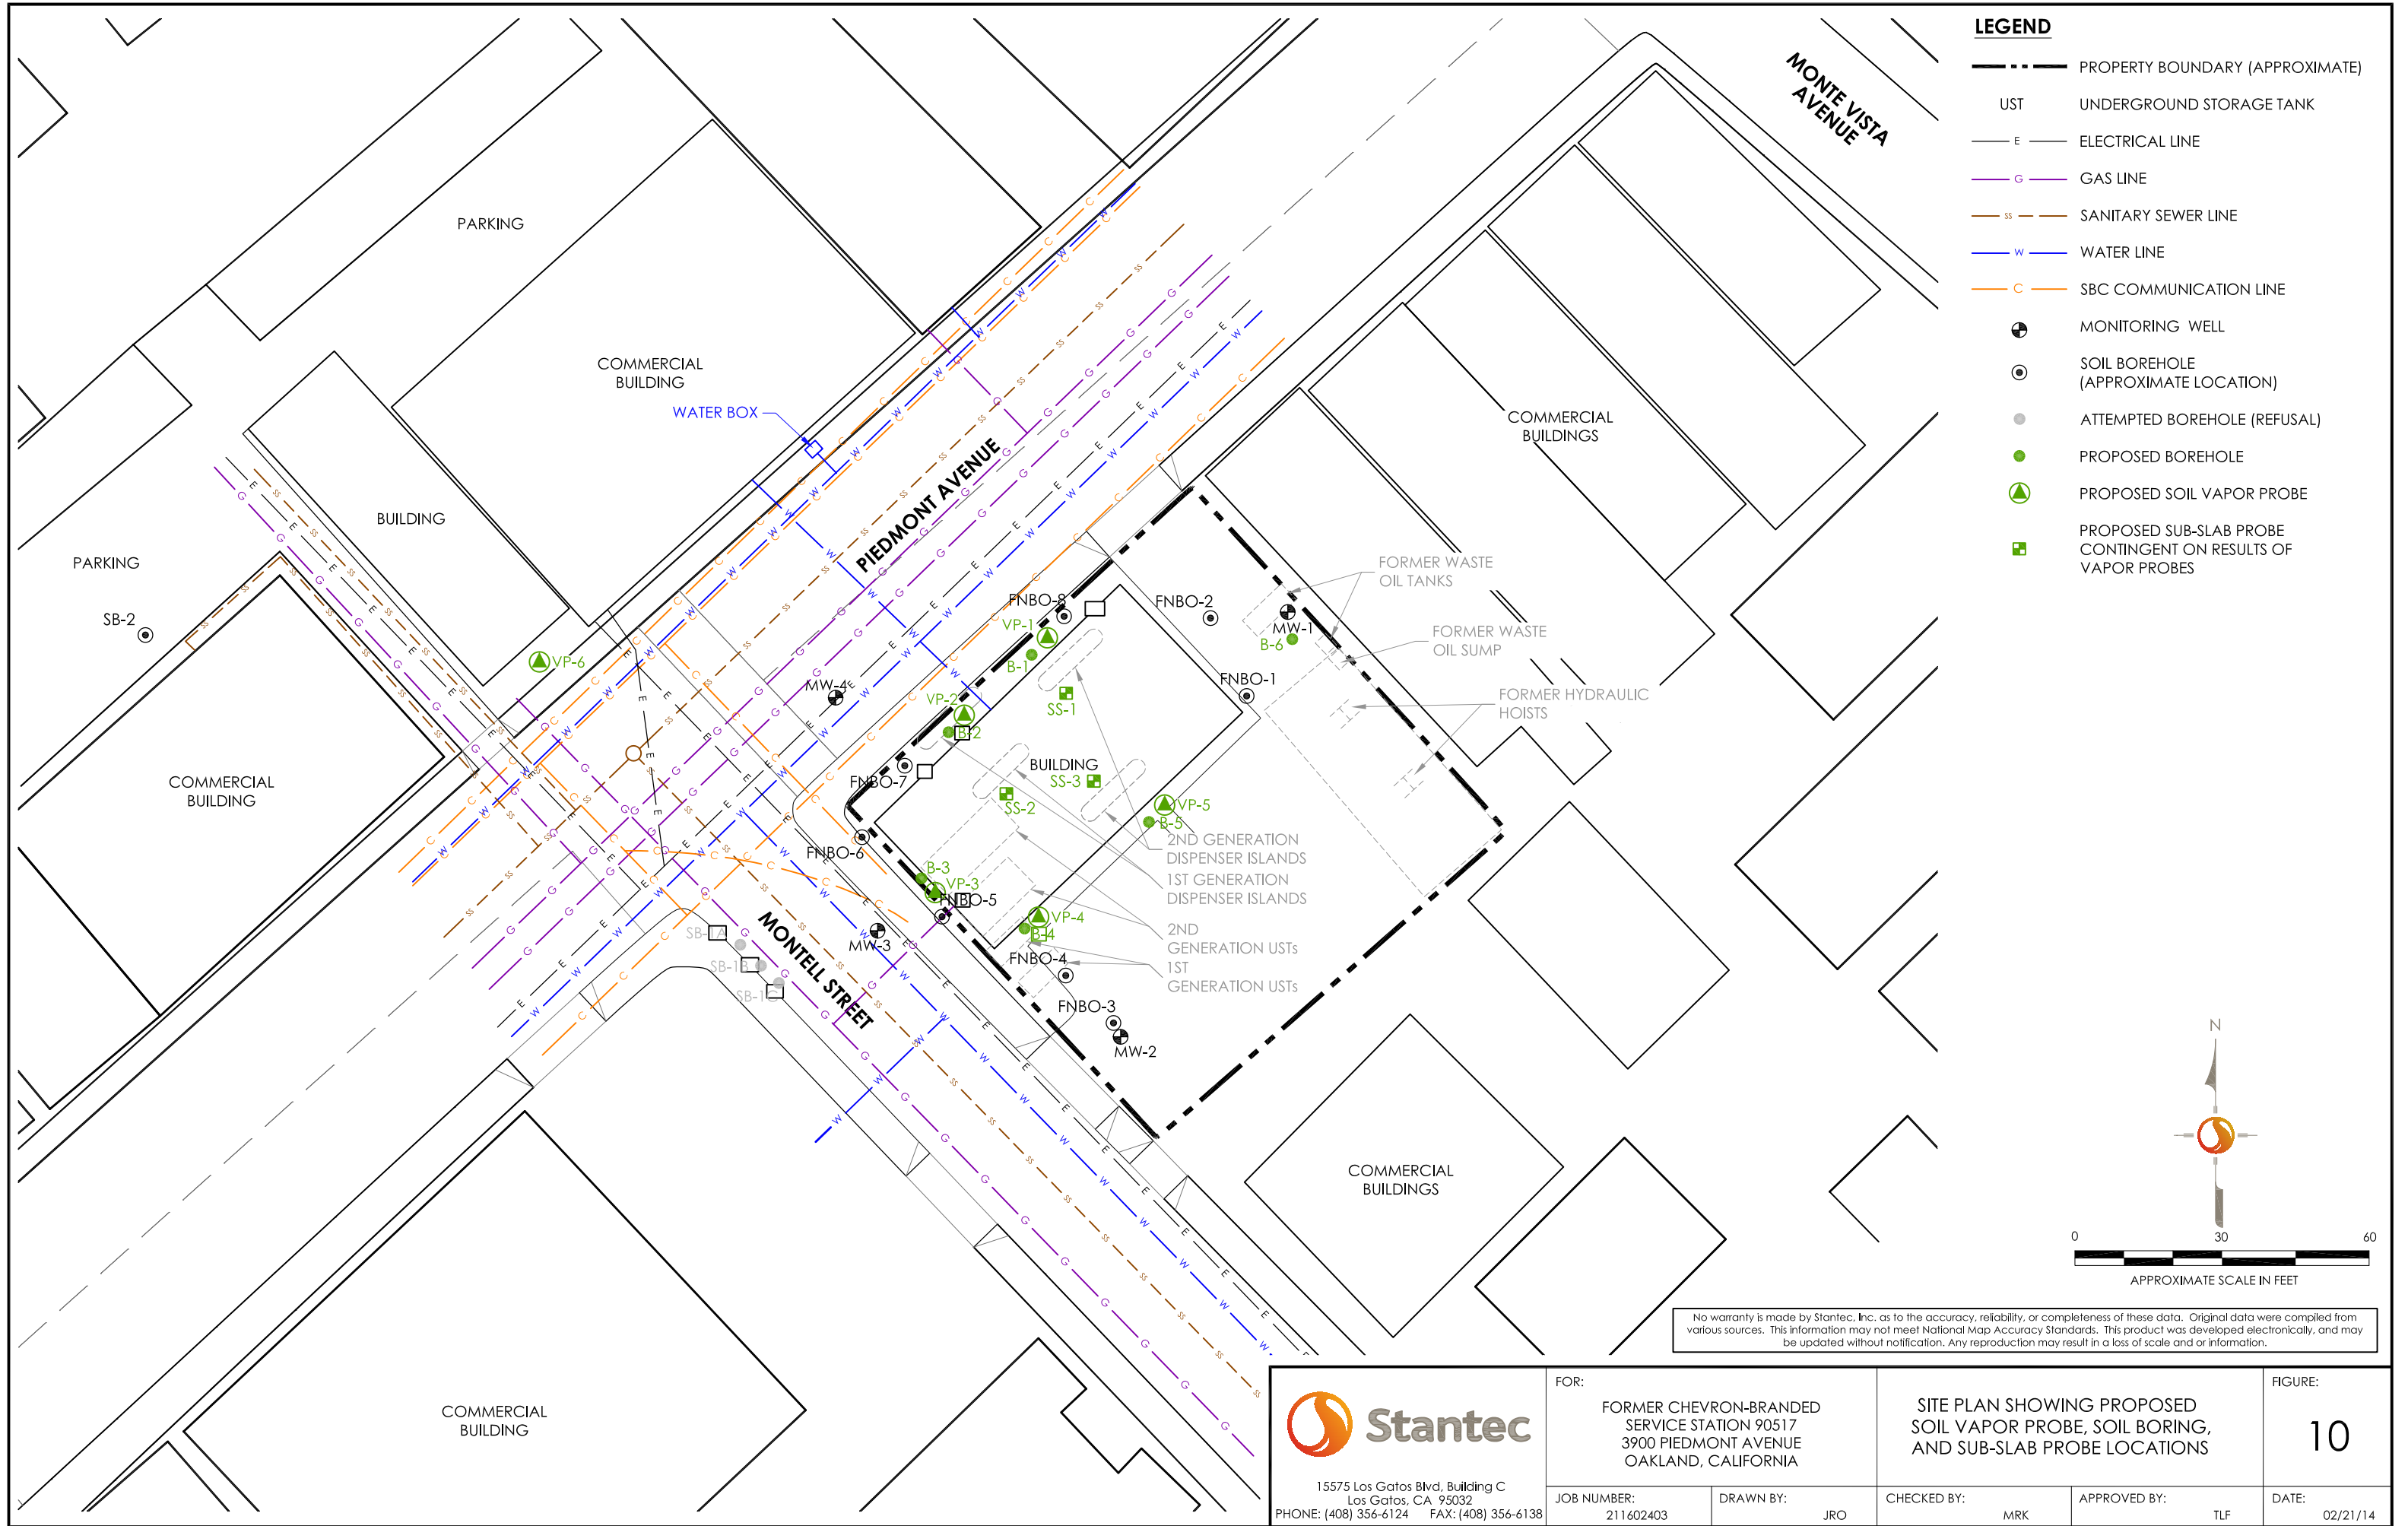 LEGEND
PROPERTY BOUNDARY (APPROXIMATE)
UST UNDERGROUND STORAGE TANK
E ELECTRICAL LINE
G GAS LINE
SS SANITARY SEWER LINE
W WATER LINE
C SBC COMMUNICATION LINE
MONITORING WELL
SOIL BOREHOLE
(APPROXIMATE LOCATION)
ATTEMPTED BOREHOLE (REFUSAL)
PROPOSED BOREHOLE
PROPOSED SOIL VAPOR PROBE
PROPOSED SUB-SLAB PROBE
CONTINGENT ON RESULTS OF
VAPOR PROBES
MONTE VISTA
AVENUE
PARKING
COMMERCIAL
BUILDING
WATER BOX
PIEDMONT AVENUE
COMMERCIAL
BUILDINGS
BUILDING
PARKING
SB-2
VP-6
FORMER WASTE
OIL TANKS
FNBO-8
VP-1
B-1
FNBO-2
MW-1
B-6
FORMER WASTE
OIL SUMP
FNBO-1
FORMER HYDRAULIC
HOISTS
MW-4
VP-2
B-2
SS-1
FNBO-7
BUILDING
SS-3
SS-2
VP-5
B-5
COMMERCIAL
BUILDING
2ND GENERATION
DISPENSER ISLANDS
FNBO-6
B-3
VP-3
1ST GENERATION
DISPENSER ISLANDS
FNBO-5
VP-4
B-4
2ND
GENERATION USTs
1ST
GENERATION USTs
SB-1A
SB-1B
SB-1C
MONTELL STREET
MW-3
FNBO-4
FNBO-3
MW-2
COMMERCIAL
BUILDINGS
COMMERCIAL
BUILDING
N
0 30 60
APPROXIMATE SCALE IN FEET
No warranty is made by Stantec, Inc. as to the accuracy, reliability, or completeness of these data. Original data were compiled from
various sources. This information may not meet National Map Accuracy Standards. This product was developed electronically, and may
be updated without notification. Any reproduction may result in a loss of scale and or information.
Stantec
15575 Los Gatos Blvd, Building C
Los Gatos, CA 95032
PHONE: (408) 356-6124 FAX: (408) 356-6138
FOR:
FORMER CHEVRON-BRANDED
SERVICE STATION 90517
3900 PIEDMONT AVENUE
OAKLAND, CALIFORNIA
SITE PLAN SHOWING PROPOSED
SOIL VAPOR PROBE, SOIL BORING,
AND SUB-SLAB PROBE LOCATIONS
FIGURE:
10
JOB NUMBER:
211602403
DRAWN BY:
JRO
CHECKED BY:
MRK
APPROVED BY:
TLF
DATE:
02/21/14